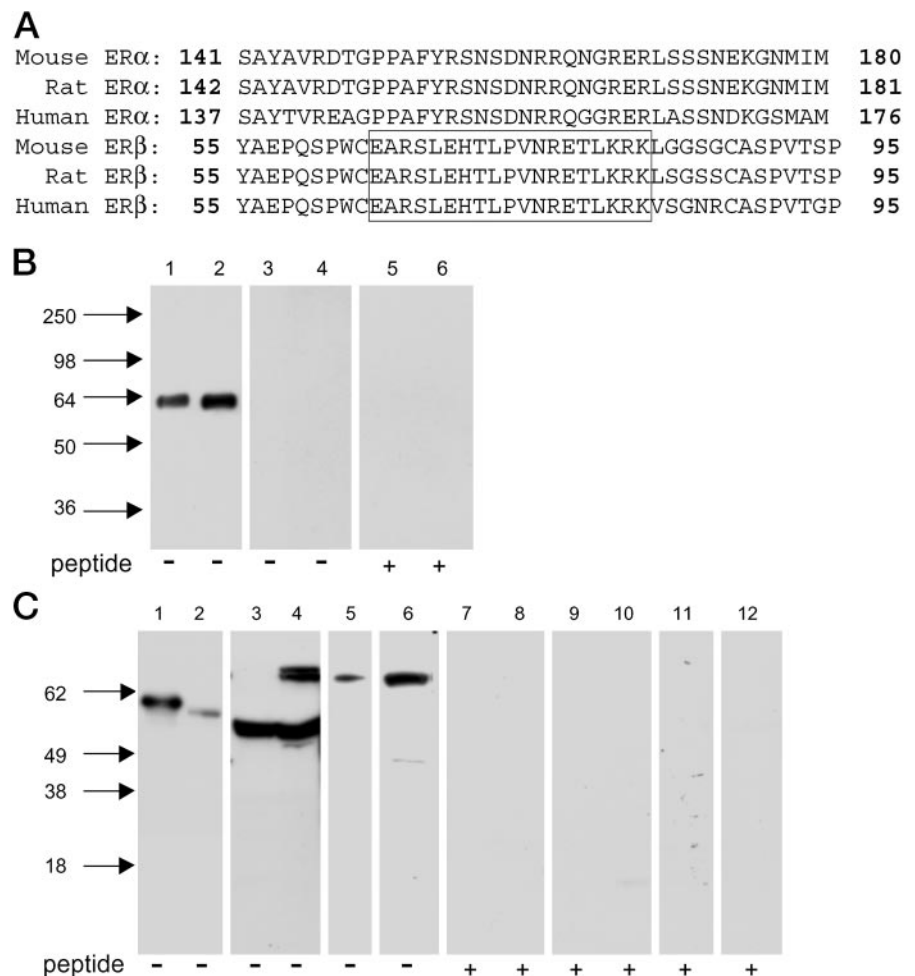 A
Mouse ERα: 141 SAYAVRDTGPPAFYRSNSDNRRQNGRERLSSSNEKGNMIM 180
Rat ERα: 142 SAYAVRDTGPPAFYRSNSDNRRQNGRERLSSSNEKGNMIM 181
Human ERα: 137 SAYTVREAGPPAFYRSNSDNRRQGGRERLASSNDKGSMAM 176
Mouse ERβ: 55 YAEPQSPWCEARSLEHTLPVNRETLKRKLGGSGCASPVTSP 95
Rat ERβ: 55 YAEPQSPWCEARSLEHTLPVNRETLKRKLGGSSCASPVTSP 95
Human ERβ: 55 YAEPQSPWCEARSLEHTLPVNRETLKRKVSGNRCASPVTGP 95
B
1 2 3 4 5 6
250
98
64
50
36
peptide - - - - + +
C
1 2 3 4 5 6 7 8 9 10 11 12
62
49
38
18
peptide - - - - - - + + + + + +